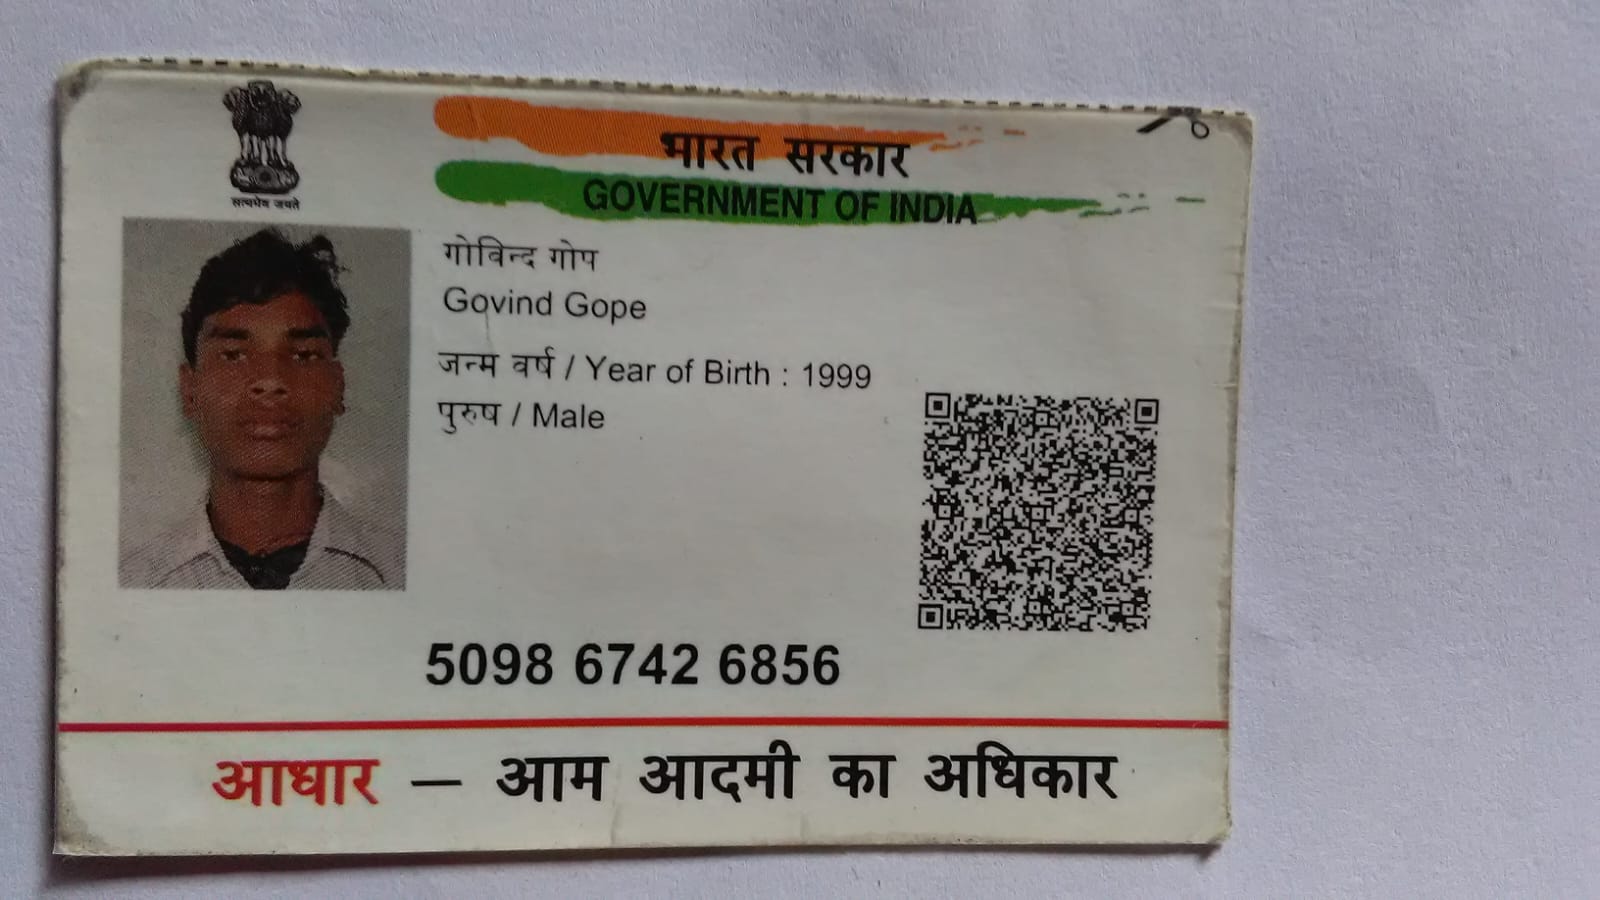 सत्यमेव जयते
भारत सरकार
GOVERNMENT OF INDIA
गोविन्द गोप
Govind Gope
जन्म वर्ष / Year of Birth : 1999
पुरुष / Male
5098 6742 6856
आधार — आम आदमी का अधिकार